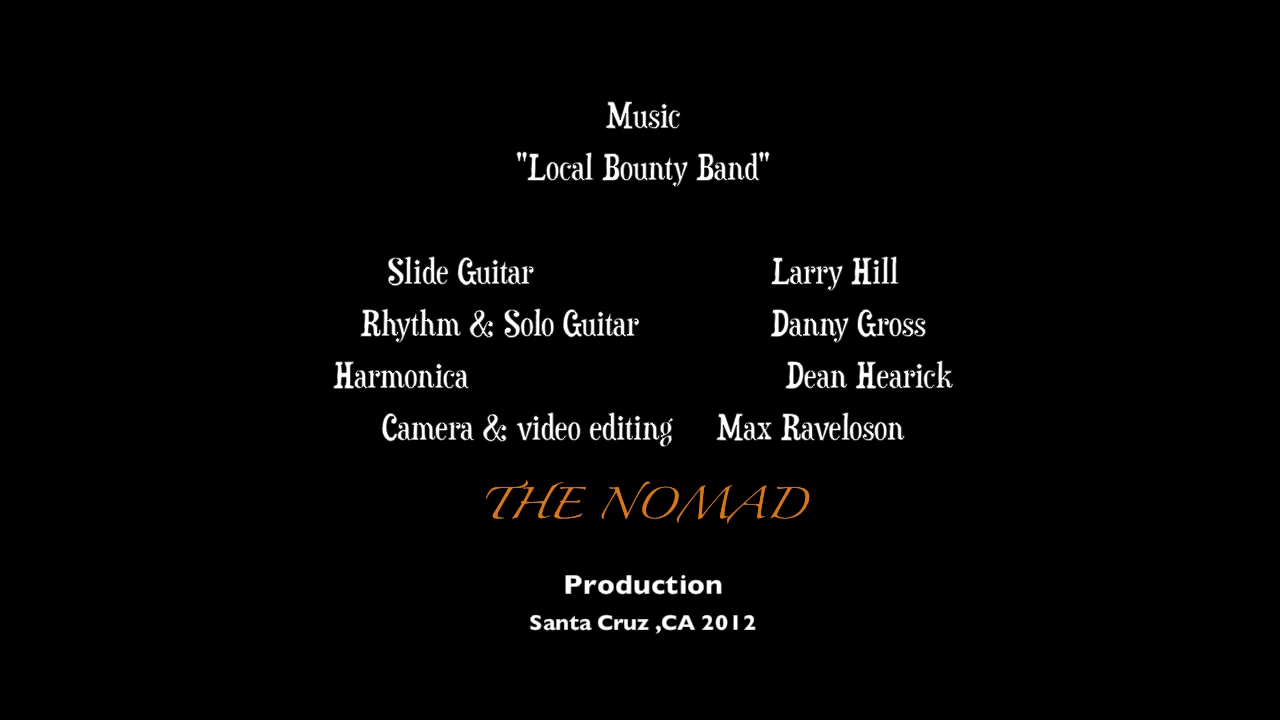 Music
"Local Bounty Band"
Slide Guitar Larry Hill
Rhythm & Solo Guitar Danny Gross
Harmonica Dean Hearick
Camera & video editing Max Raveloson
THE NOMAD
Production
Santa Cruz ,CA 2012